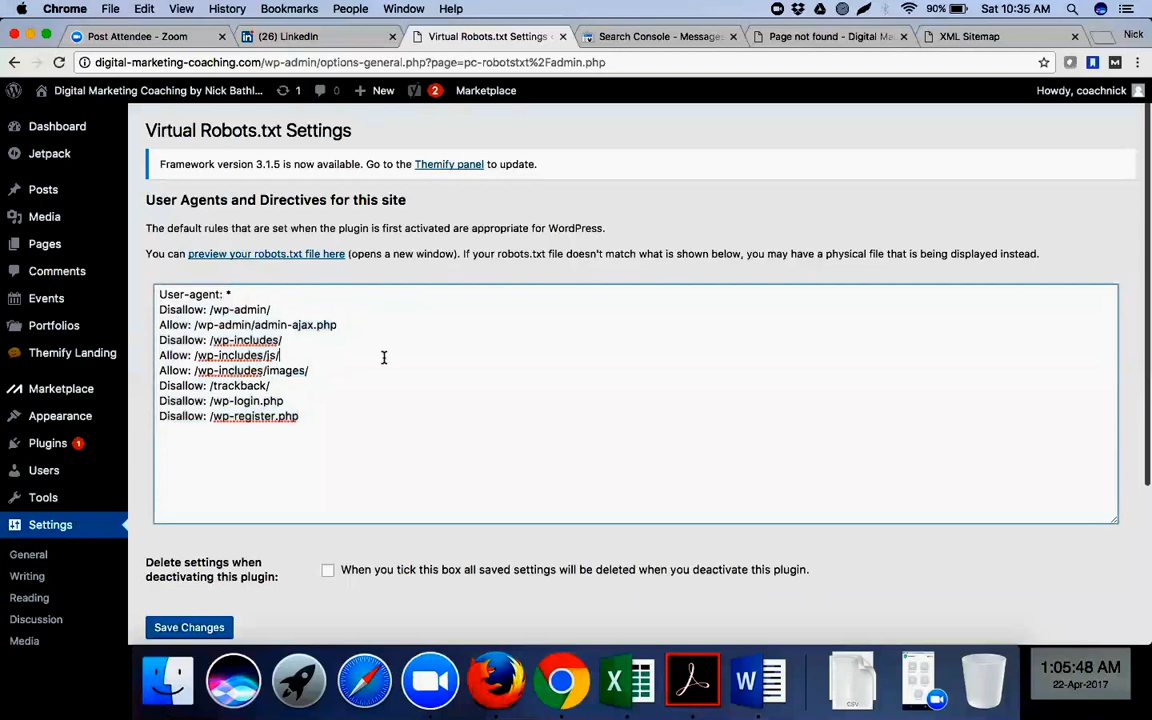 Chrome File Edit View History Bookmarks People Window Help 90% Sat 10:35 AM
Post Attendee - Zoom (26) LinkedIn Virtual Robots.txt Settings Search Console - Messages Page not found - Digital Ma XML Sitemap Nick
digital-marketing-coaching.com/wp-admin/options-general.php?page=pc-robotstxt%2Fadmin.php
Digital Marketing Coaching by Nick Bathl... 1 0 New 2 Marketplace Howdy, coachnick
Dashboard
Jetpack
Posts
Media
Pages
Comments
Events
Portfolios
Themify Landing
Marketplace
Appearance
Plugins 1
Users
Tools
Settings
General
Writing
Reading
Discussion
Media
Virtual Robots.txt Settings
Framework version 3.1.5 is now available. Go to the Themify panel to update.
User Agents and Directives for this site
The default rules that are set when the plugin is first activated are appropriate for WordPress.
You can preview your robots.txt file here (opens a new window). If your robots.txt file doesn't match what is shown below, you may have a physical file that is being displayed instead.
User-agent: *
Disallow: /wp-admin/
Allow: /wp-admin/admin-ajax.php
Disallow: /wp-includes/
Allow: /wp-includes/js/
Allow: /wp-includes/images/
Disallow: /trackback/
Disallow: /wp-login.php
Disallow: /wp-register.php
Delete settings when
deactivating this plugin:
When you tick this box all saved settings will be deleted when you deactivate this plugin.
Save Changes
CSV
1:05:48 AM
22-Apr-2017